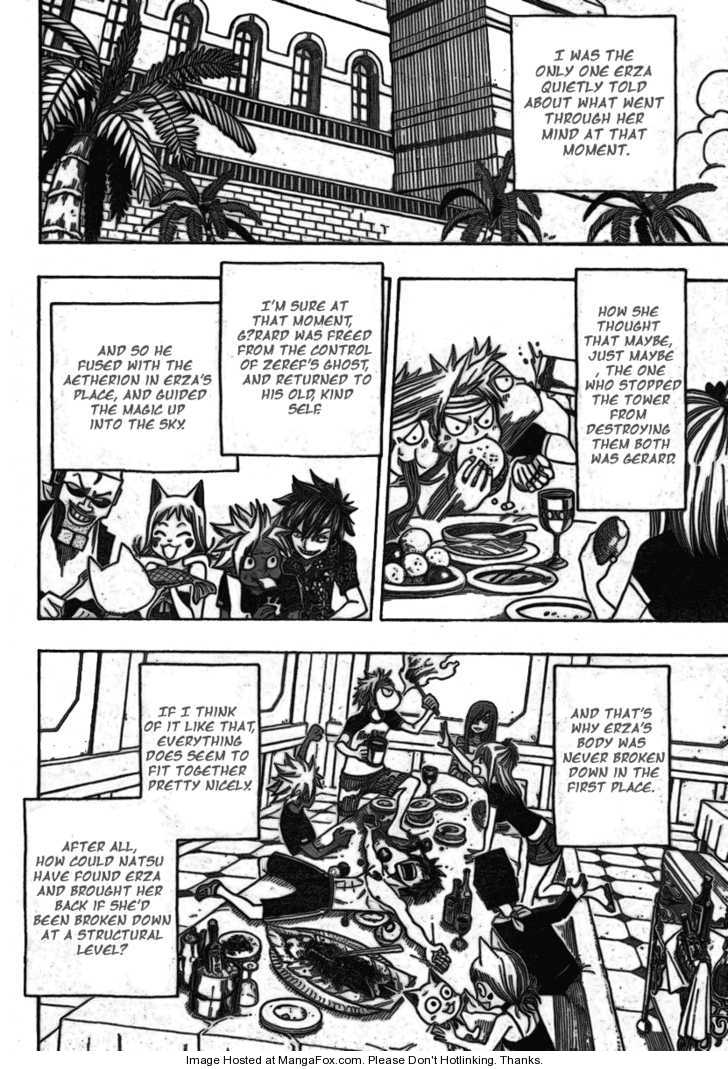 I WAS THE
ONLY ONE ERZA
QUIETLY TOLD
ABOUT WHAT WENT
THROUGH HER
MIND AT THAT
MOMENT.
HOW SHE
THOUGHT
THAT MAYBE,
JUST MAYBE
, THE ONE
WHO STOPPED
THE TOWER
FROM
DESTROYING
THEM BOTH
WAS GERARD.
I'M SURE AT
THAT MOMENT,
G?RARD WAS FREED
FROM THE CONTROL
OF ZEREF'S GHOST,
AND RETURNED TO
HIS OLD, KIND
SELF.
AND SO HE
FUSED WITH THE
AETHERION IN ERZA'S
PLACE, AND GUIDED
THE MAGIC UP
INTO THE SKY.
AND THAT'S
WHY ERZA'S
BODY WAS
NEVER BROKEN
DOWN IN THE
FIRST PLACE.
IF I THINK
OF IT LIKE THAT,
EVERYTHING
DOES SEEM TO
FIT TOGETHER
PRETTY NICELY.
AFTER ALL,
HOW COULD NATSU
HAVE FOUND ERZA
AND BROUGHT HER
BACK IF SHE'D
BEEN BROKEN DOWN
AT A STRUCTURAL
LEVEL?
Image Hosted at MangaFox.com. Please Don't Hotlinking. Thanks.